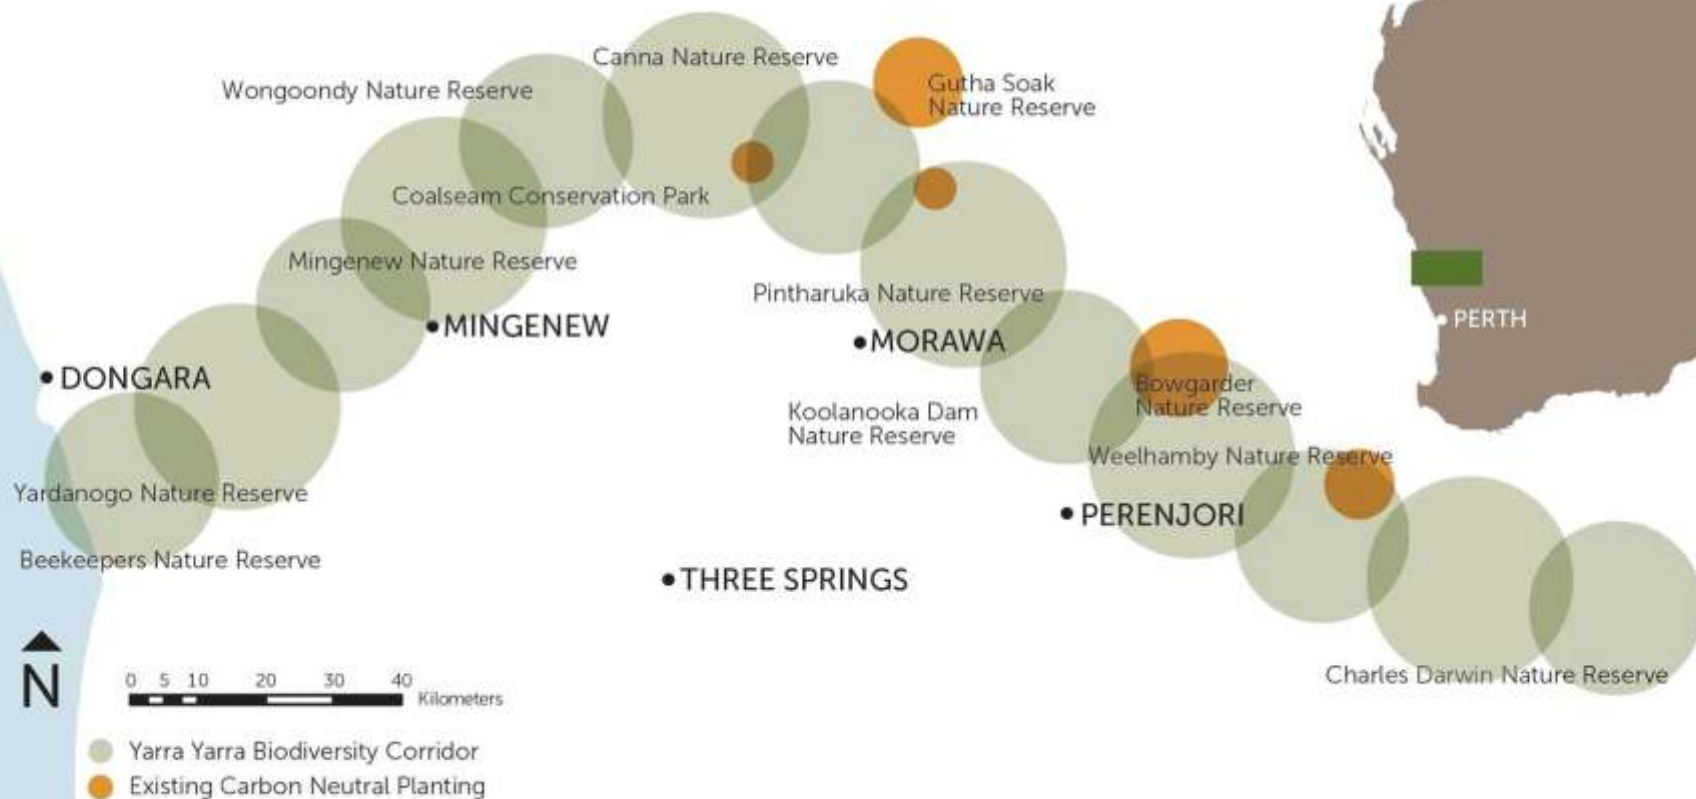 Canna Nature Reserve
Wongoondy Nature Reserve
Gutha Soak
Nature Reserve
Coalseam Conservation Park
Mingenew Nature Reserve
Pintharuka Nature Reserve
MINGENEW
MORAWA
PERTH
DONGARA
Bowgarder
Nature Reserve
Koolanooka Dam
Nature Reserve
Weelhamby Nature Reserve
Yardanogo Nature Reserve
PERENJORI
Beekeepers Nature Reserve
THREE SPRINGS
Charles Darwin Nature Reserve
N
0 5 10 20 30 40
Kilometers
Yarra Yarra Biodiversity Corridor
Existing Carbon Neutral Planting